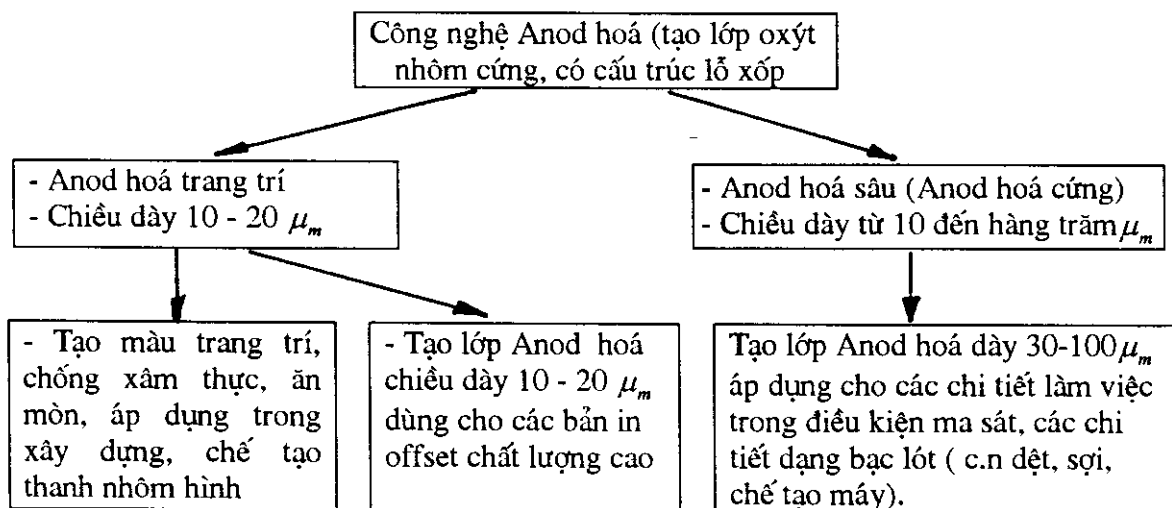 Công nghệ Anod hoá (tạo lớp oxýt
nhôm cứng, có cấu trúc lỗ xốp
- Anod hoá trang trí
- Chiều dày 10 - 20 μm
- Anod hoá sâu (Anod hoá cứng)
- Chiều dày từ 10 đến hàng trăm μm
- Tạo màu trang trí,
chống xâm thực, ăn
mòn, áp dụng trong
xây dựng, chế tạo
thanh nhôm hình
- Tạo lớp Anod hoá
chiều dày 10 - 20 μm
dùng cho các bản in
offset chất lượng cao
Tạo lớp Anod hoá dày 30-100 μm
áp dụng cho các chi tiết làm việc
trong điều kiện ma sát, các chi
tiết dạng bạc lót ( c.n dệt, sợi,
chế tạo máy).